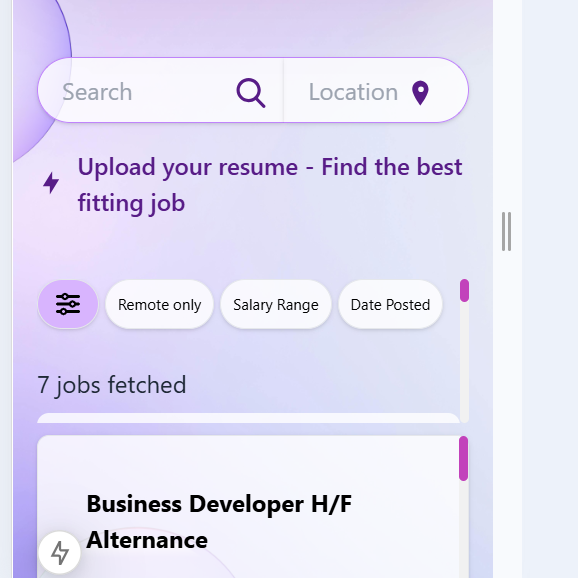 Search
Location
Upload your resume - Find the best
fitting job
Remote only
Salary Range
Date Posted
7 jobs fetched
Business Developer H/F
Alternance